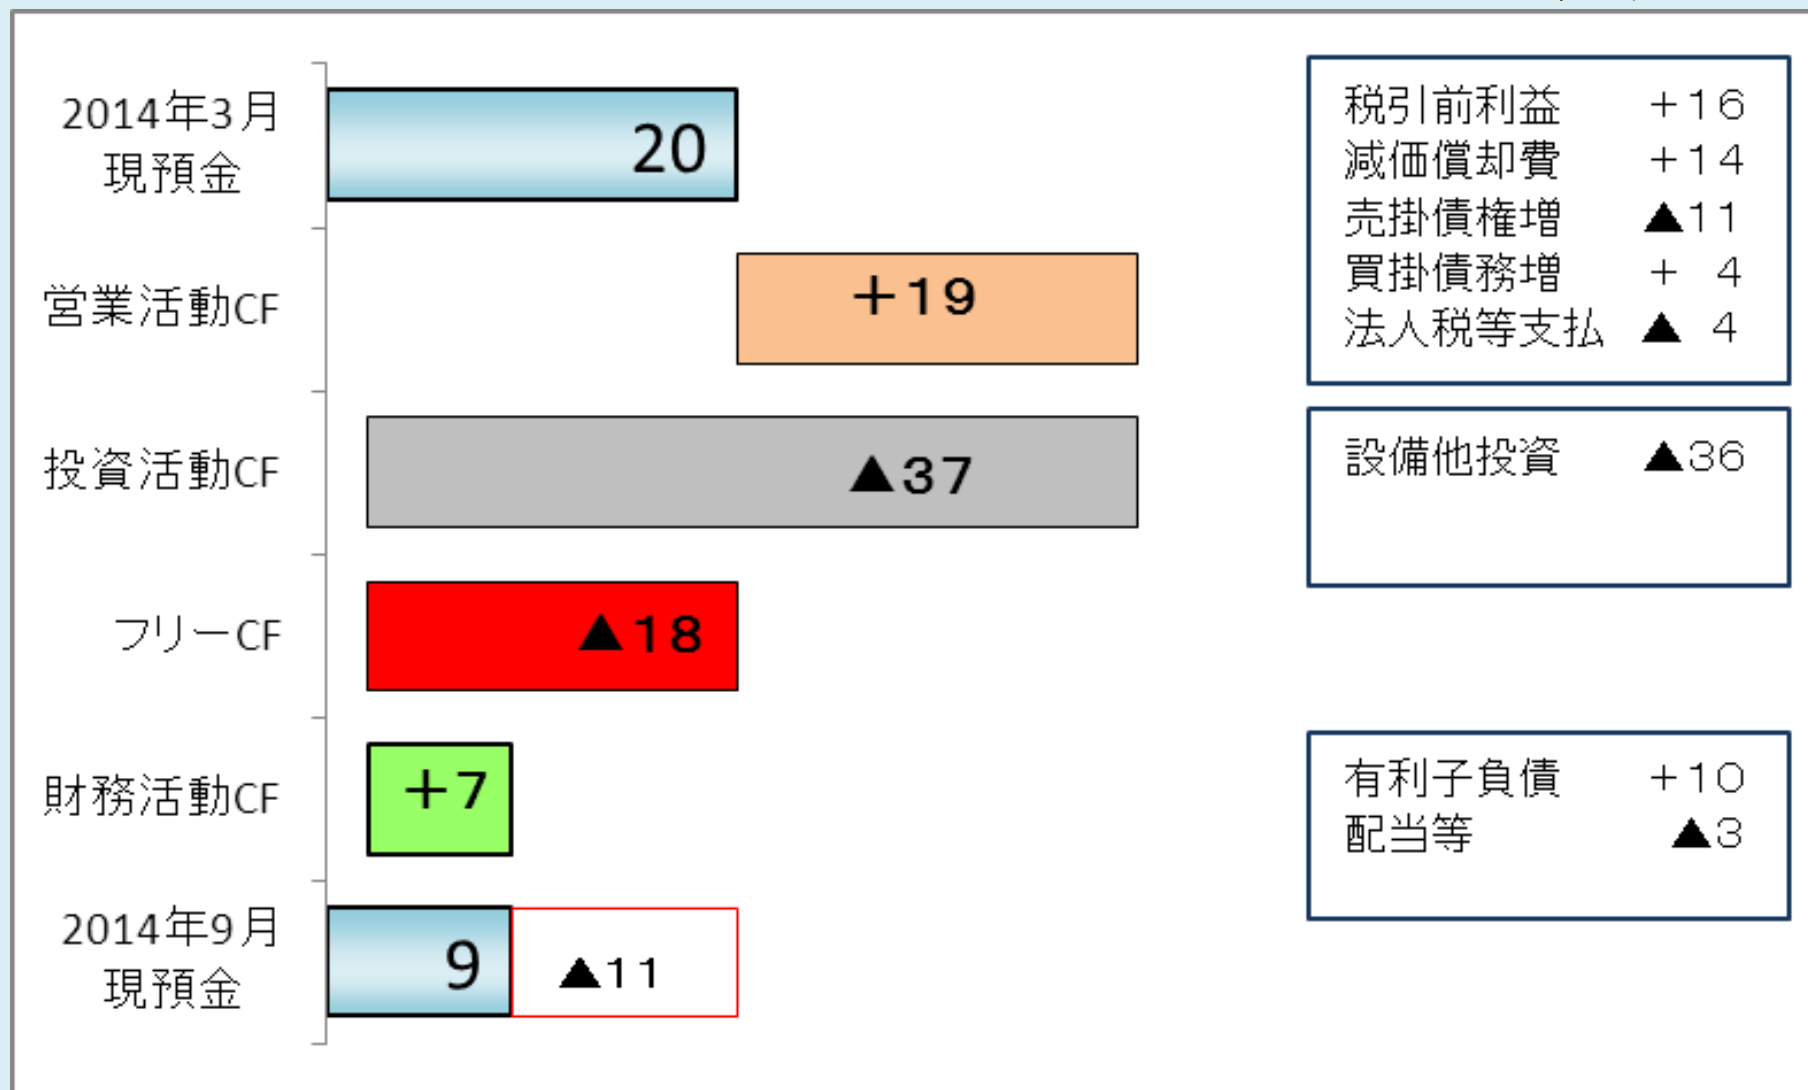 2014年3月
現預金
20
税引前利益 +16
減価償却費 +14
売掛債権増 ▲11
買掛債務増 + 4
法人税等支払 ▲ 4
営業活動CF
+19
投資活動CF
▲37
設備他投資 ▲36
フリーCF
▲18
財務活動CF
+7
有利子負債 +10
配当等 ▲3
2014年9月
現預金
9
▲11